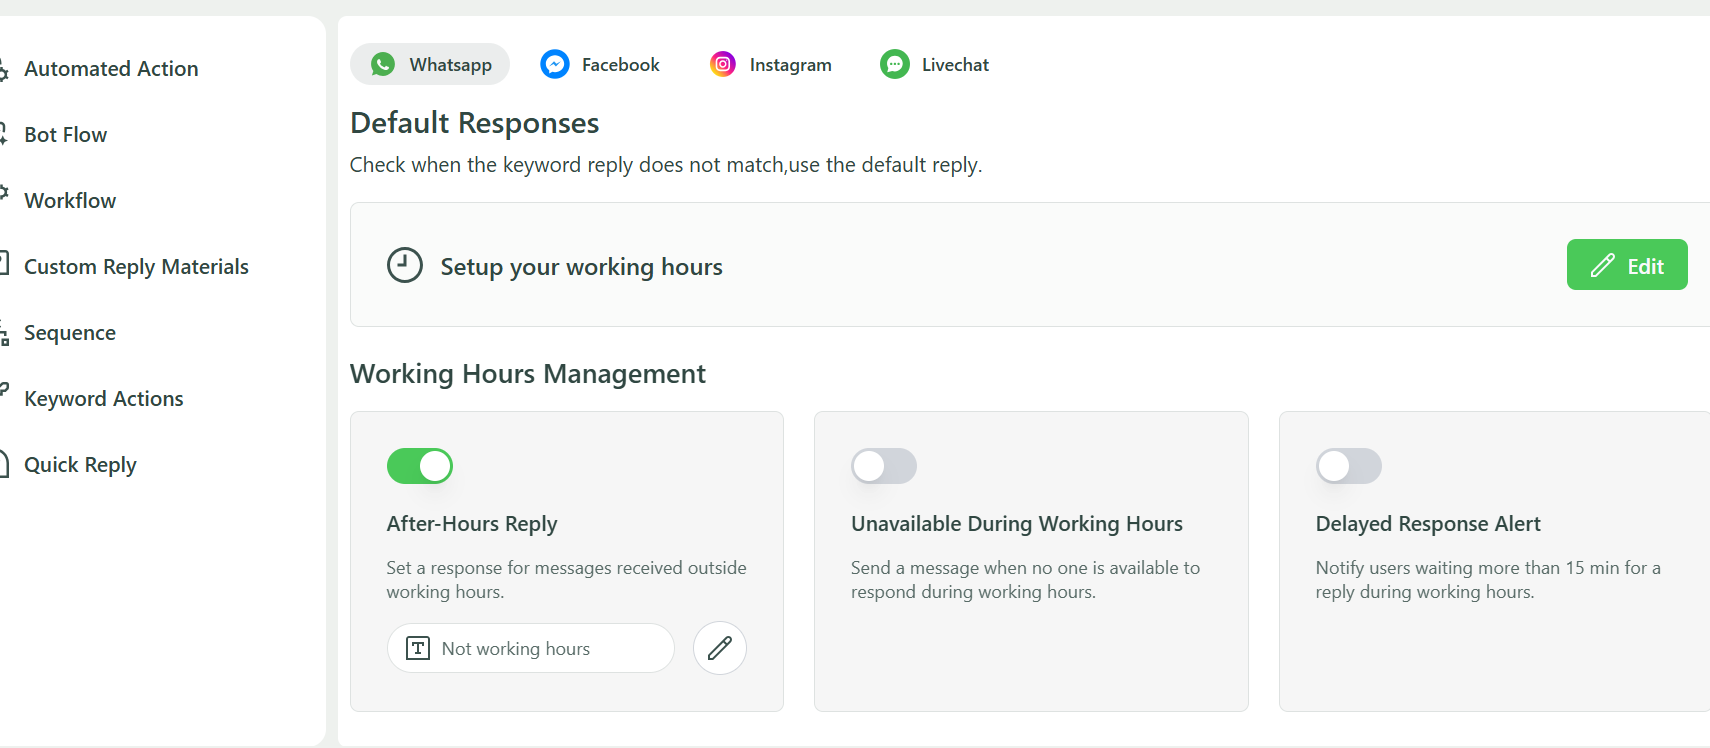 Automated Action
Bot Flow
Workflow
Custom Reply Materials
Sequence
Keyword Actions
Quick Reply
Whatsapp
Facebook
Instagram
Livechat
Default Responses
Check when the keyword reply does not match,use the default reply.
Setup your working hours
Edit
Working Hours Management
After-Hours Reply
Set a response for messages received outside
working hours.
T Not working hours
Unavailable During Working Hours
Send a message when no one is available to
respond during working hours.
Delayed Response Alert
Notify users waiting more than 15 min for a
reply during working hours.